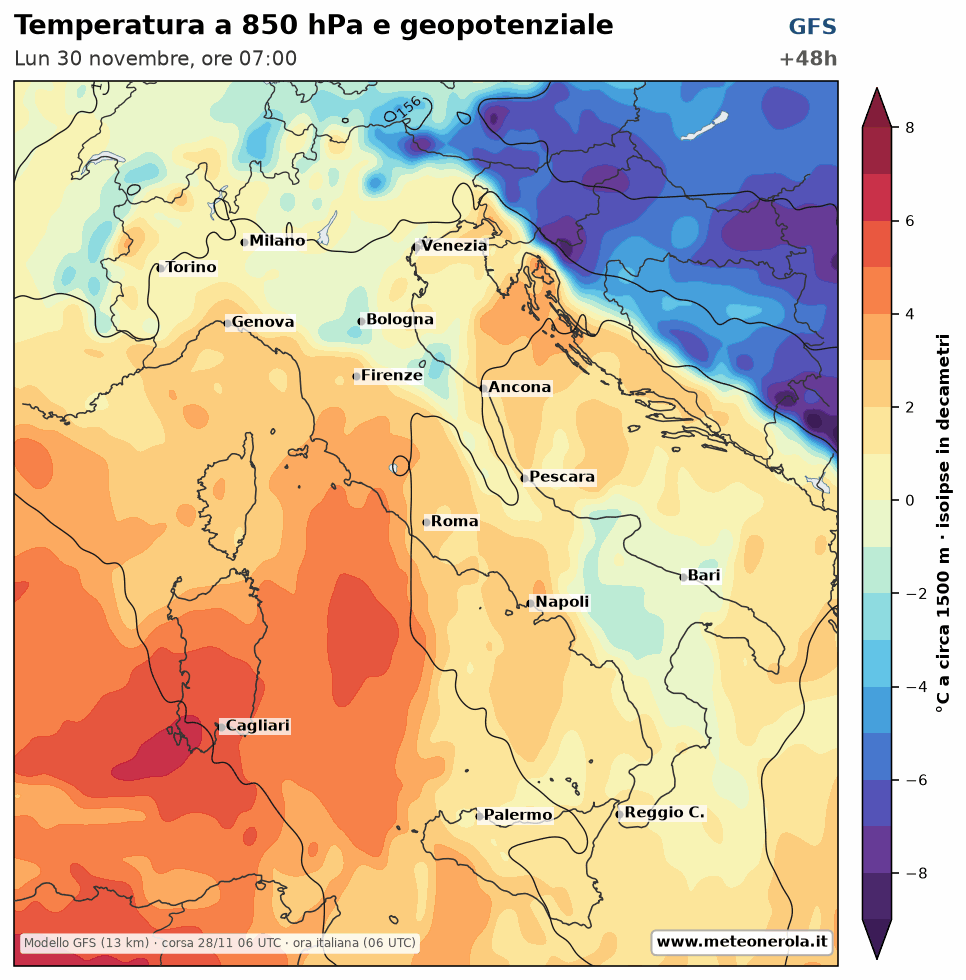 Temperatura a 850 hPa e geopotenziale
GFS
Lun 30 novembre, ore 07:00
+48h
156
Milano
Venezia
Torino
Genova
Bologna
Firenze
Ancona
Pescara
Roma
Bari
Napoli
Cagliari
Palermo
Reggio C.
8
6
4
2
0
−2
−4
−6
−8
°C a circa 1500 m · isoipse in decametri
Modello GFS (13 km) · corsa 28/11 06 UTC · ora italiana (06 UTC)
www.meteonerola.it